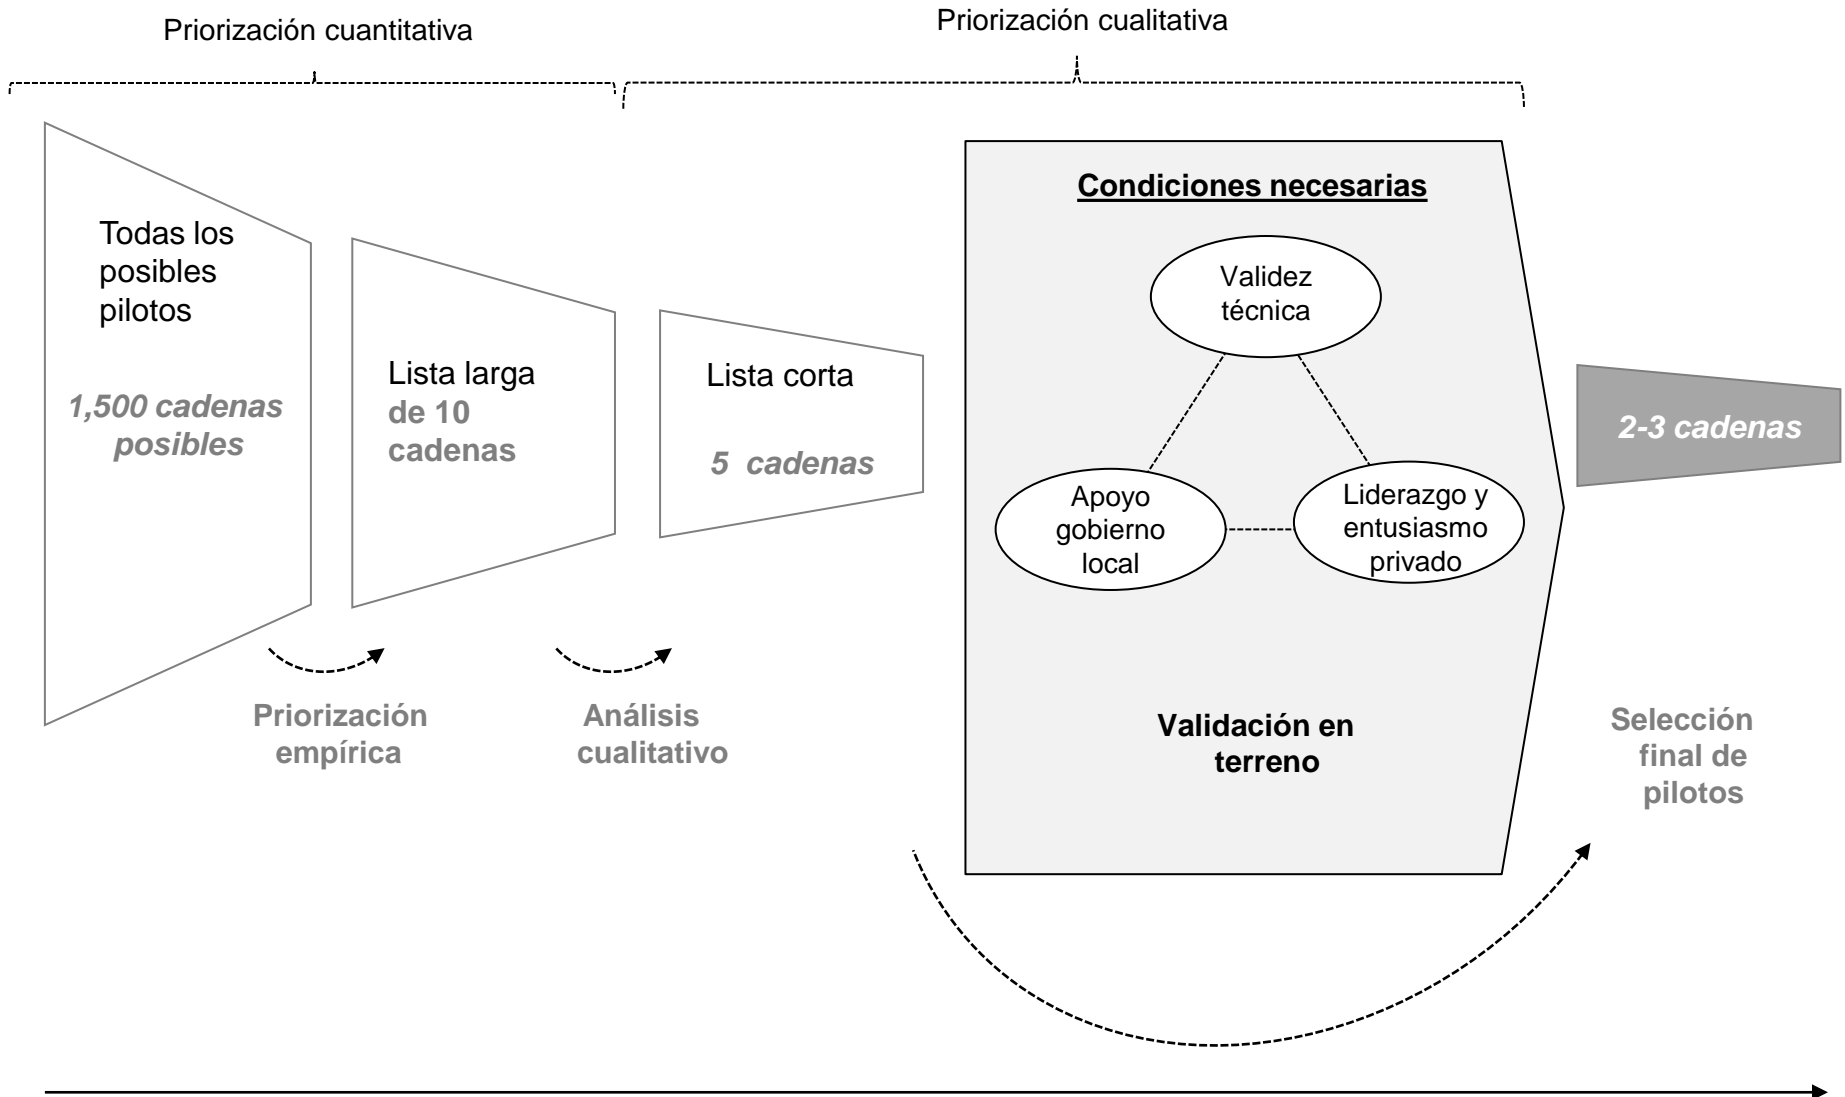 Priorización cuantitativa
Priorización cualitativa
Todas los
posibles
pilotos
1,500 cadenas
posibles
Lista larga
de 10
cadenas
Lista corta
5 cadenas
Condiciones necesarias
Validez
técnica
Apoyo
gobierno
local
Liderazgo y
entusiasmo
privado
Validación en
terreno
2-3 cadenas
Priorización
empírica
Análisis
cualitativo
Selección
final de
pilotos